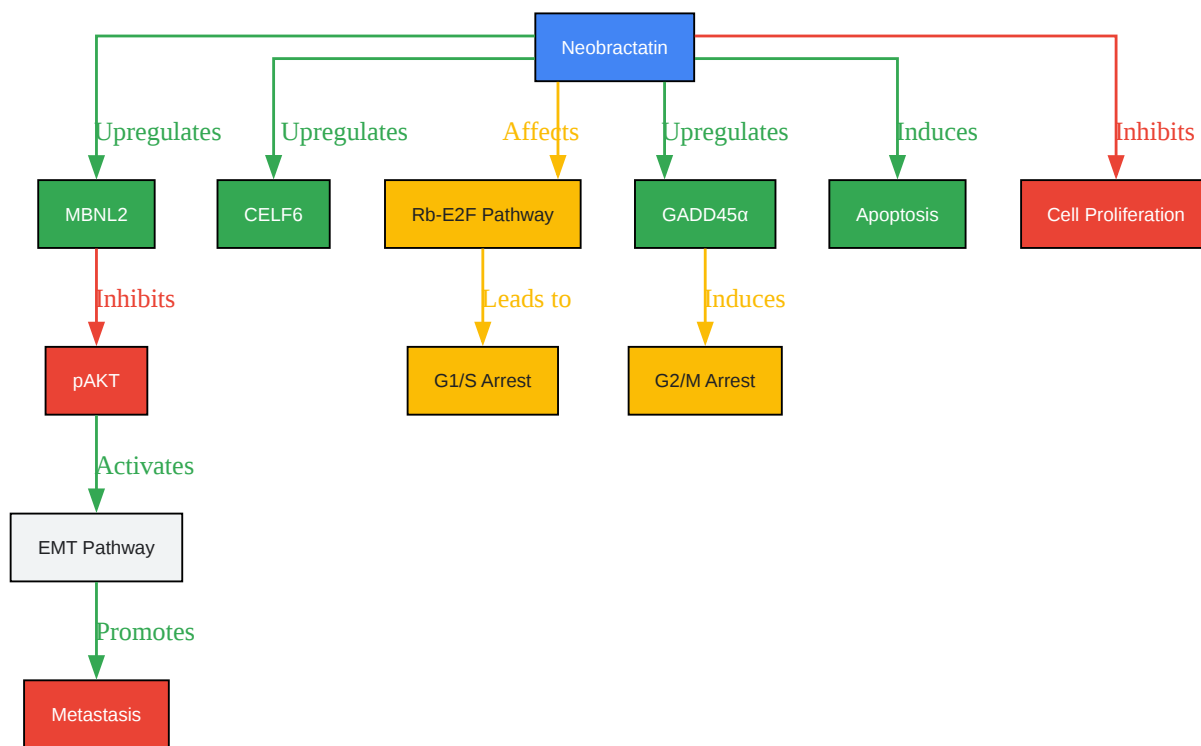 Neobractatin
Upregulates
Upregulates
Affects
Upregulates
Induces
Inhibits
MBNL2
CELF6
Rb-E2F Pathway
GADD45α
Apoptosis
Cell Proliferation
Inhibits
Leads to
Induces
pAKT
G1/S Arrest
G2/M Arrest
Activates
EMT Pathway
Promotes
Metastasis